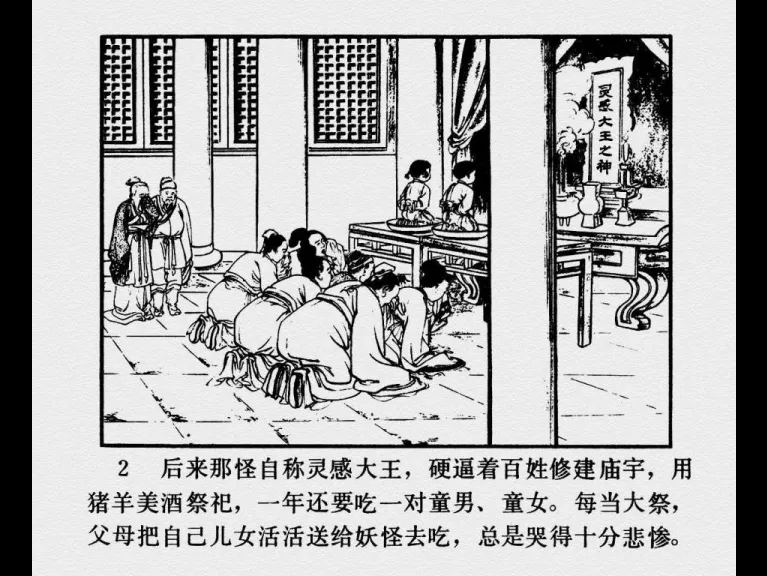 灵感大王之神
2 后来那怪自称灵感大王，硬逼着百姓修建庙宇，用
猪羊美酒祭祀，一年还要吃一对童男、童女。每当大祭，
父母把自己儿女活活送给妖怪去吃，总是哭得十分悲惨。